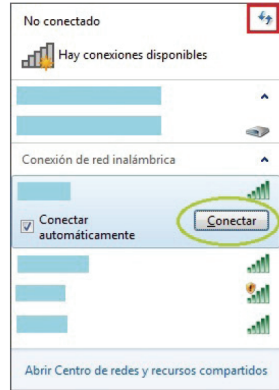 No conectado
Hay conexiones disponibles
Conexión de red inalámbrica
Conectar
automáticamente
Conectar
Abrir Centro de redes y recursos compartidos